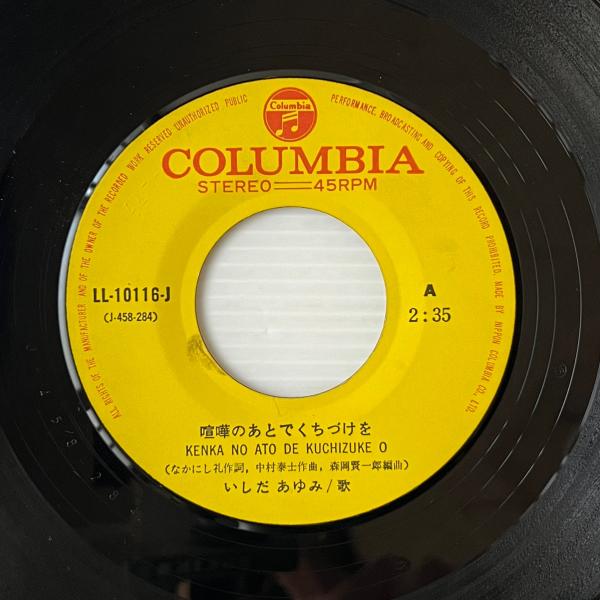 Columbia
COLUMBIA
STEREO=45RPM
LL-10116-J
(J-458-284)
A
2:35
喧嘩のあとでくちづけを
KENKA NO ATO DE KUCHIZUKE O
(なかにし礼作詞, 中村泰士作曲, 森岡賢一郎編曲)
いしだ あゆみ/歌
ALL RIGHTS OF THE MANUFACTURER AND OF THE OWNER OF THE RECORDED WORK RESERVED UNAUTHORIZED PUBLIC PERFORMANCE, BROADCASTING AND COPYING OF THIS RECORD PROHIBITED. MADE BY NIPPON COLUMBIA CO., LTD.